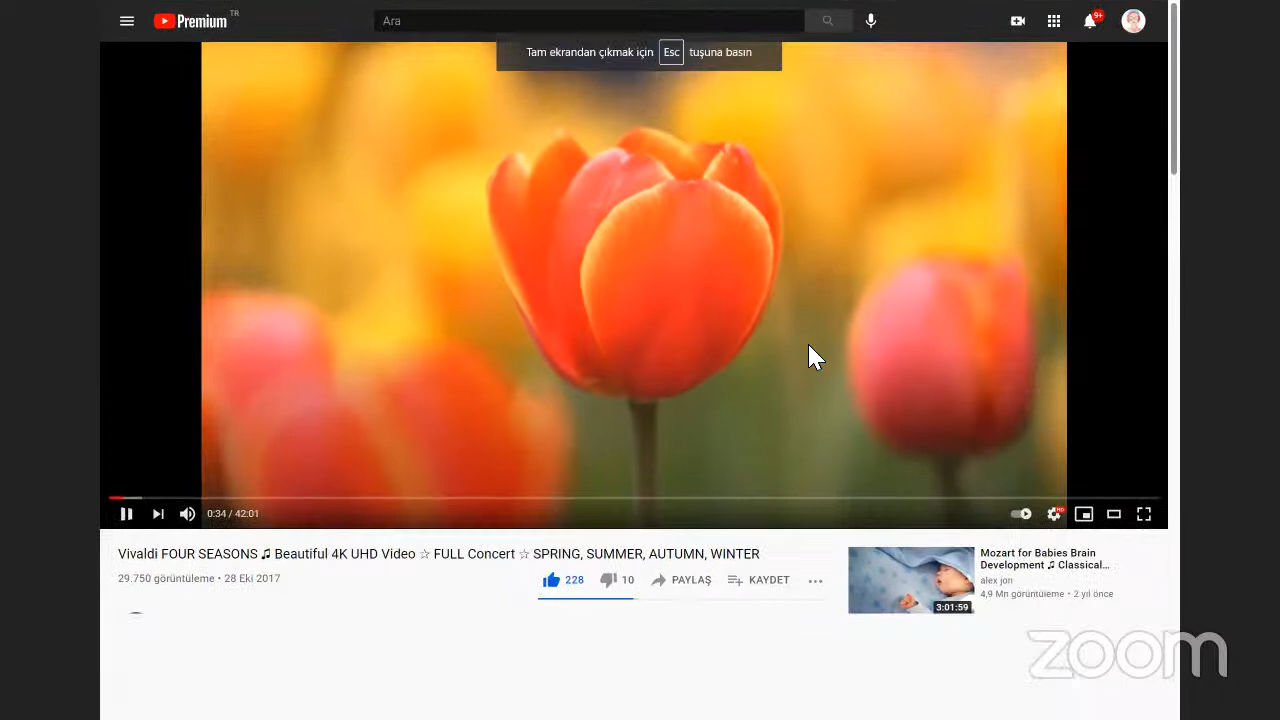 Premium TR
Ara
9+
Tam ekrandan çıkmak için Esc tuşuna basın
0:34 / 42:01
HD
Vivaldi FOUR SEASONS ♫ Beautiful 4K UHD Video ☆ FULL Concert ☆ SPRING, SUMMER, AUTUMN, WINTER
29.750 görüntüleme • 28 Eki 2017
228
10
PAYLAŞ
KAYDET
Mozart for Babies Brain
Development ♫ Classical...
alex jon
4,9 Mn görüntüleme • 2 yıl önce
3:01:59
zoom